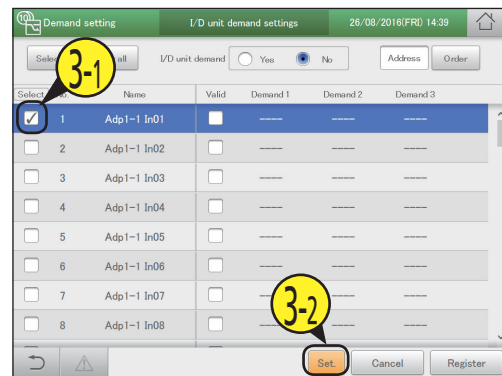 10 Demand setting I/D unit demand settings 26/08/2016(FRI) 14:39
all I/D unit demand Yes No Address Order
3-1
Select No. Name Valid Demand 1 Demand 2 Demand 3
1 Adp1-1 In01 ---- ---- ----
2 Adp1-1 In02 ---- ---- ----
3 Adp1-1 In03 ---- ---- ----
4 Adp1-1 In04 ---- ---- ----
5 Adp1-1 In05 ---- ---- ----
6 Adp1-1 In06 ---- ---- ----
7 Adp1-1 In07 ---- ---- ----
3-2
8 Adp1-1 In08 ---- ---- ----
Set. Cancel Register